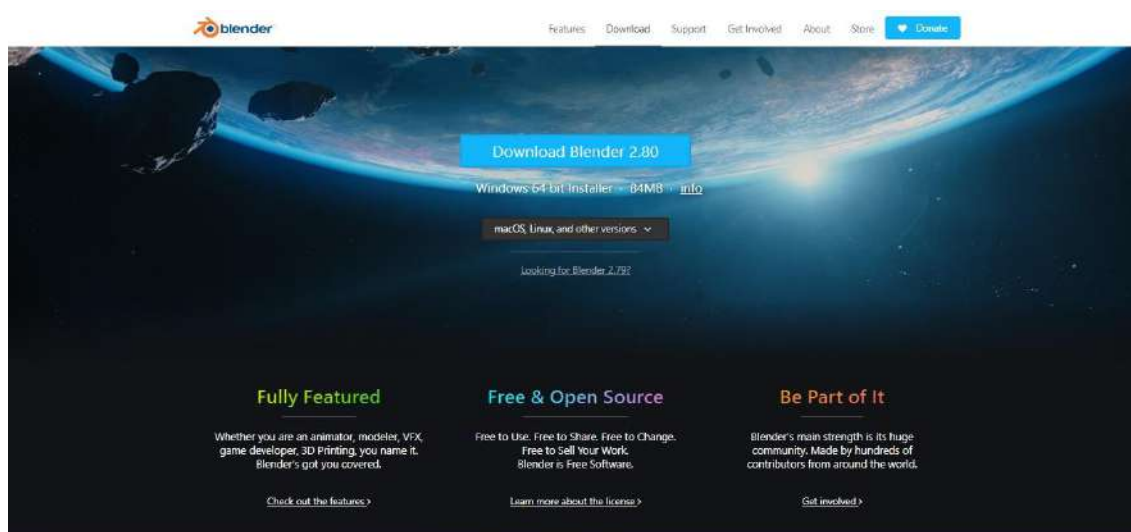 blender
Features Download Support Get Involved About Store Donate
Download Blender 2.80
Windows 64 bit Installer · 84MB · info
macOS, Linux, and other versions
Looking for Blender 2.79?
Fully Featured
Whether you are an animator, modeler, VFX,
game developer, 3D Printing, you name it.
Blender's got you covered.
Check out the features >
Free & Open Source
Free to Use. Free to Share. Free to Change.
Free to Sell Your Work.
Blender is Free Software.
Learn more about the license >
Be Part of It
Blender's main strength is its huge
community. Made by hundreds of
contributors from around the world.
Get involved >